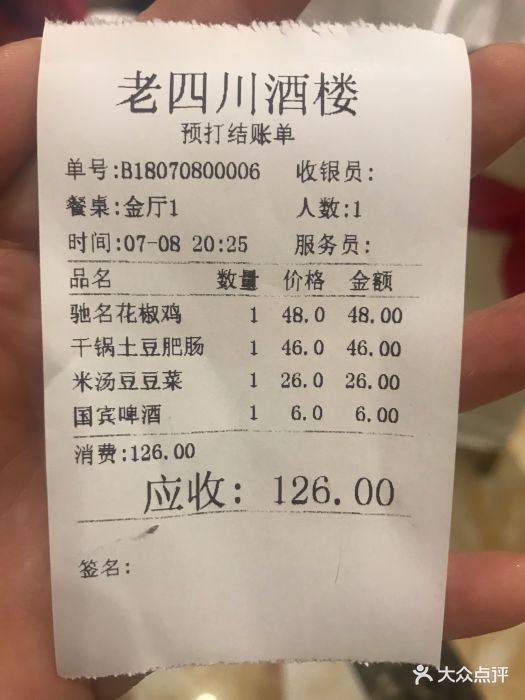 老四川酒楼
预打结账单
单号:B18070800006 收银员:
餐桌:金厅1 人数:1
时间:07-08 20:25 服务员:
品名 数量 价格 金额
驰名花椒鸡 1 48.0 48.00
干锅土豆肥肠 1 46.0 46.00
米汤豆豆菜 1 26.0 26.00
国宾啤酒 1 6.0 6.00
消费:126.00
应收: 126.00
签名:
大众点评